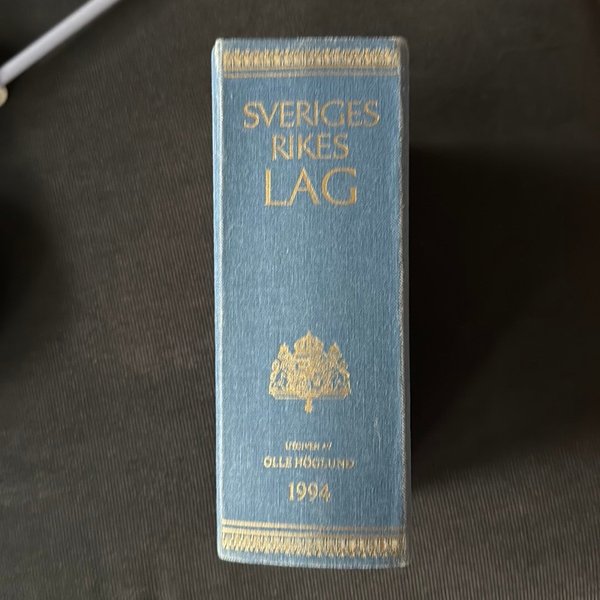 SVERIGES
RIKES
LAG
UTGIVEN AV
OLLE HÖGLUND
1994